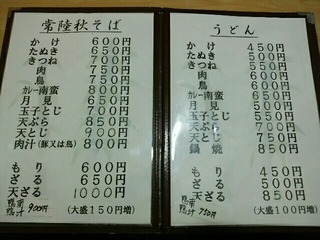 常陸秋そば
かけ 600円
たぬき 650円
きつね 700円
肉 750円
鳥 750円
カレー南蛮 800円
月見 650円
玉子とじ 700円
天ぷら 850円
天とじ 900円
肉汁(豚又は鳥) 800円
もり 600円
ざる 650円
天ざる 1000円
鴨南
鴨汁 900円
(大盛150円増)
うどん
かけ 450円
たぬき 500円
きつね 550円
肉
鳥
カレー南蛮
月見 500円
玉子とじ 550円
天ぷら 700円
天とじ 750円
鍋焼 850円
もり 450円
ざる 500円
天ざる 850円
鴨南
鴨汁 750円
(大盛100円増)